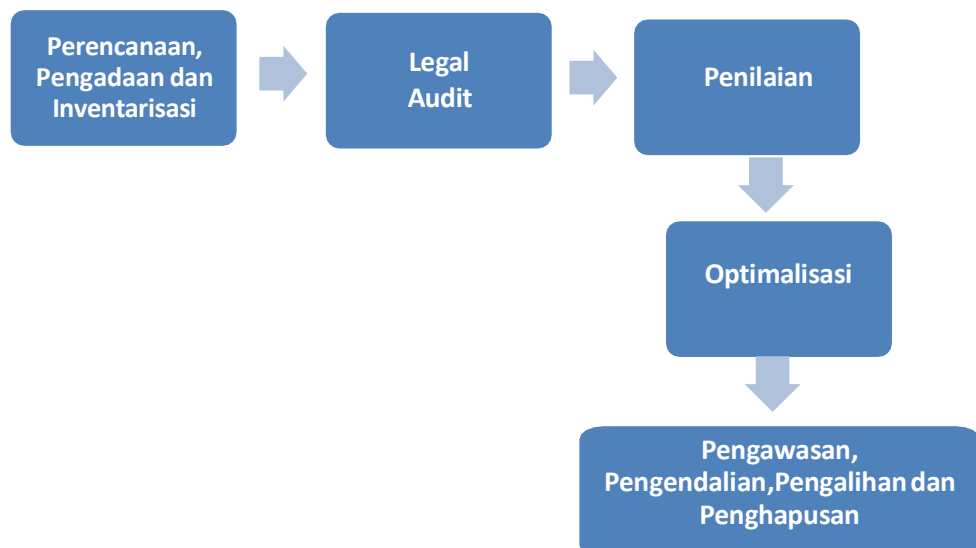 Perencanaan,
Pengadaan dan
Inventarisasi
Legal
Audit
Penilaian
Optimalisasi
Pengawasan,
Pengendalian,Pengalihan dan
Penghapusan